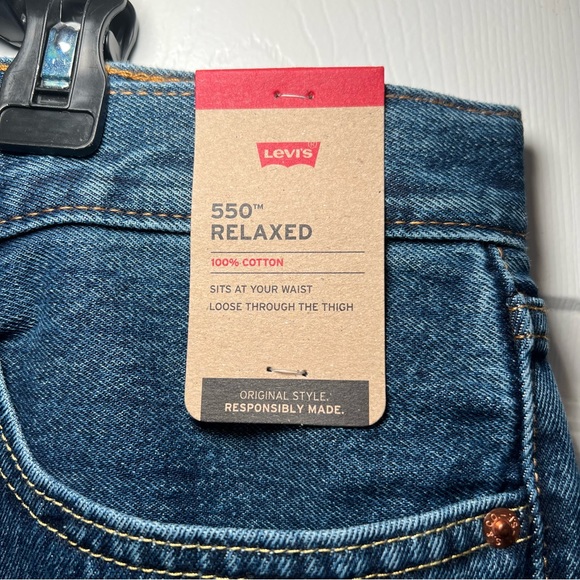 Levi's
550™
RELAXED
100% COTTON
SITS AT YOUR WAIST
LOOSE THROUGH THE THIGH
ORIGINAL STYLE.
RESPONSIBLY MADE.